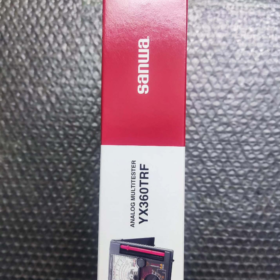 sanwa
ANALOG MULTITESTER
YX360TRF